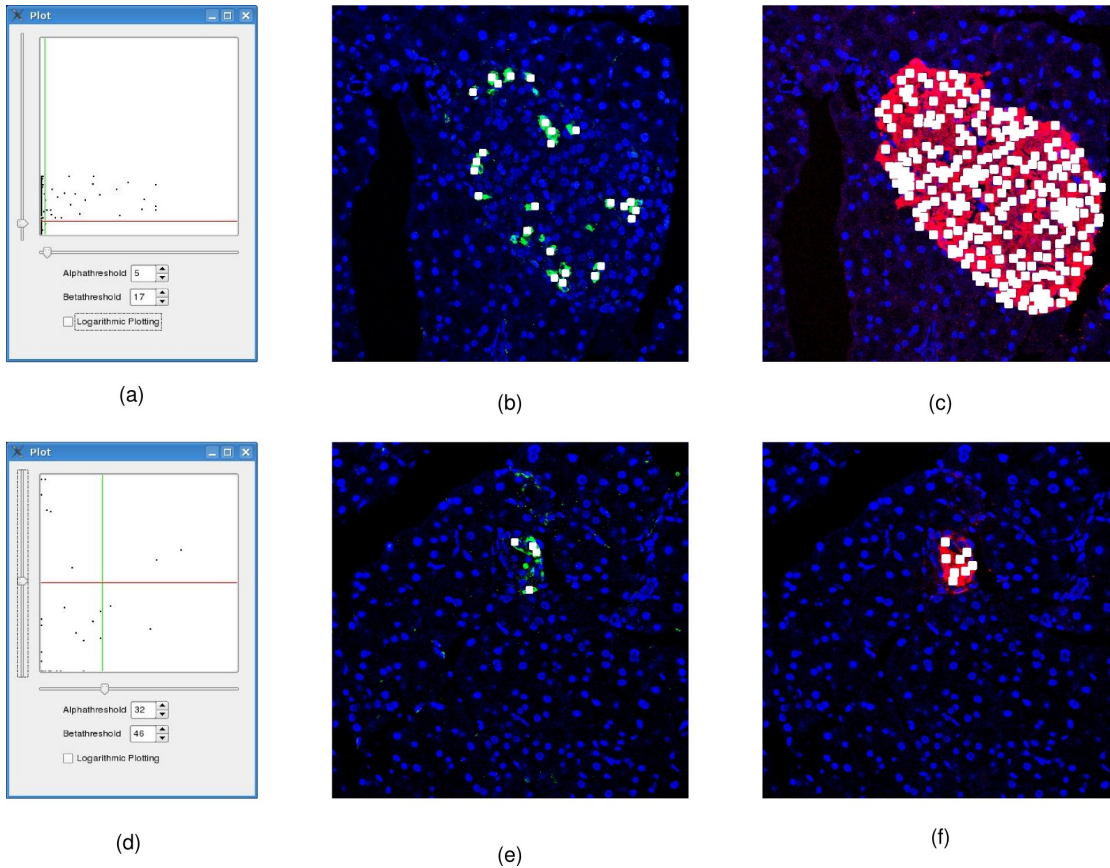 Plot
Alphathreshold 5
Betathreshold 17
Logarithmic Plotting
(a)
(b)
(c)
Plot
Alphathreshold 32
Betathreshold 46
Logarithmic Plotting
(d)
(e)
(f)